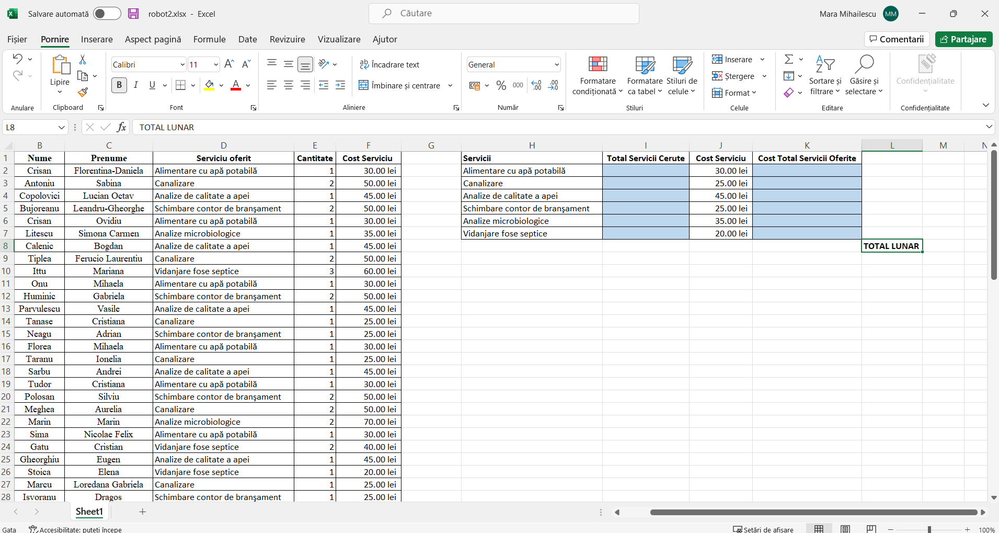 Salvare automată robot2.xlsx - Excel Căutare Mara Mihailescu MM
Fișier Pornire Inserare Aspect pagină Formule Date Revizuire Vizualizare Ajutor Comentarii Partajare
Calibri 11 Încadrare text General Inserare
Lipire B I U A Îmbinare și centrare % 000 Formatare condiționată Formatare ca tabel Stiluri de celule Ștergere Format Sortare și filtrare Găsire și selectare Confidențialitate
Anulare Clipboard Font Aliniere Număr Stiluri Celule Editare Confidențialitate
L8 fx TOTAL LUNAR
B C D E F G H I J K L M N
1 Nume Prenume Serviciu oferit Cantitate Cost Serviciu Servicii Total Servicii Cerute Cost Serviciu Cost Total Servicii Oferite
2 Crisan Florentina-Daniela Alimentare cu apă potabilă 1 30.00 lei Alimentare cu apă potabilă 30.00 lei
3 Antoniu Sabina Canalizare 2 50.00 lei Canalizare 25.00 lei
4 Copolovici Lucian Octav Analize de calitate a apei 1 45.00 lei Analize de calitate a apei 45.00 lei
5 Bujoreanu Leandru-Gheorghe Schimbare contor de branşament 2 50.00 lei Schimbare contor de branşament 25.00 lei
6 Crisan Ovidiu Alimentare cu apă potabilă 1 30.00 lei Analize microbiologice 35.00 lei
7 Litescu Simona Carmen Analize microbiologice 1 35.00 lei Vidanjare fose septice 20.00 lei
8 Calenic Bogdan Analize de calitate a apei 1 45.00 lei TOTAL LUNAR
9 Tiplea Ferucio Laurentiu Canalizare 2 50.00 lei
10 Ittu Mariana Vidanjare fose septice 3 60.00 lei
11 Onu Mihaela Alimentare cu apă potabilă 1 30.00 lei
12 Huminic Gabriela Schimbare contor de branşament 2 50.00 lei
13 Parvulescu Vasile Analize de calitate a apei 1 45.00 lei
14 Tanase Cristiana Canalizare 1 25.00 lei
15 Neagu Adrian Schimbare contor de branşament 1 25.00 lei
16 Florea Mihaela Alimentare cu apă potabilă 1 30.00 lei
17 Taranu Ionelia Canalizare 1 25.00 lei
18 Sarbu Andrei Analize de calitate a apei 1 45.00 lei
19 Tudor Cristiana Alimentare cu apă potabilă 1 30.00 lei
20 Polosan Silviu Schimbare contor de branşament 2 50.00 lei
21 Meghea Aurelia Canalizare 2 50.00 lei
22 Marin Marin Analize microbiologice 2 70.00 lei
23 Sima Nicolae Felix Alimentare cu apă potabilă 1 30.00 lei
24 Gatu Cristian Vidanjare fose septice 2 40.00 lei
25 Gheorghiu Eugen Analize de calitate a apei 1 45.00 lei
26 Stoica Elena Vidanjare fose septice 1 20.00 lei
27 Marcu Loredana Gabriela Canalizare 1 25.00 lei
28 Isvoranu Dragos Schimbare contor de branşament 1 25.00 lei
Sheet1
Gata Accesibilitate: puteți începe Setări de afișare 100%